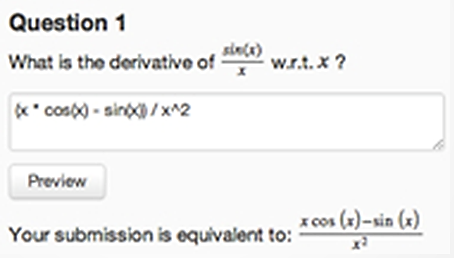 Question 1
What is the derivative of sin(x)/x w.r.t. x ?
(x * cos(x) - sin(x)) / x^2
Preview
Your submission is equivalent to: x cos (x)−sin (x)/x²